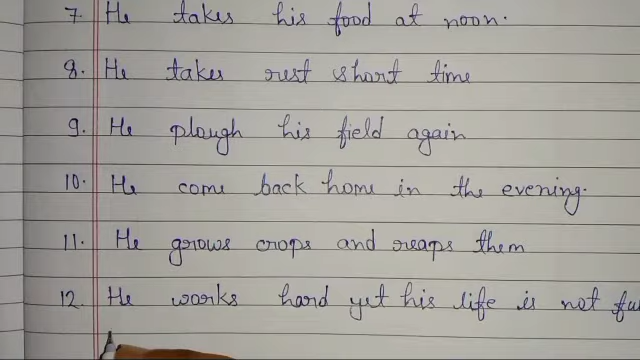 7. He takes his food at noon.
8. He takes rest short time
9. He plough his field again
10. He come back home in the evening.
11. He grows crops and reaps them
12. He works hard yet his life is not